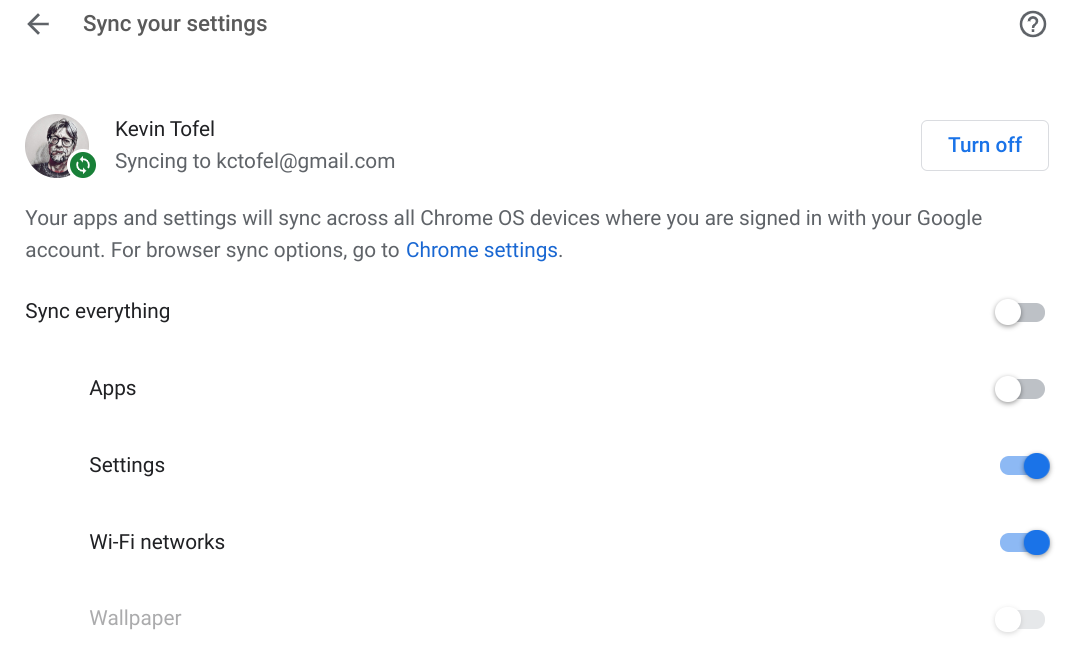 Sync your settings
Kevin Tofel
Syncing to kctofel@gmail.com
Turn off
Your apps and settings will sync across all Chrome OS devices where you are signed in with your Google
account. For browser sync options, go to Chrome settings.
Sync everything
Apps
Settings
Wi-Fi networks
Wallpaper